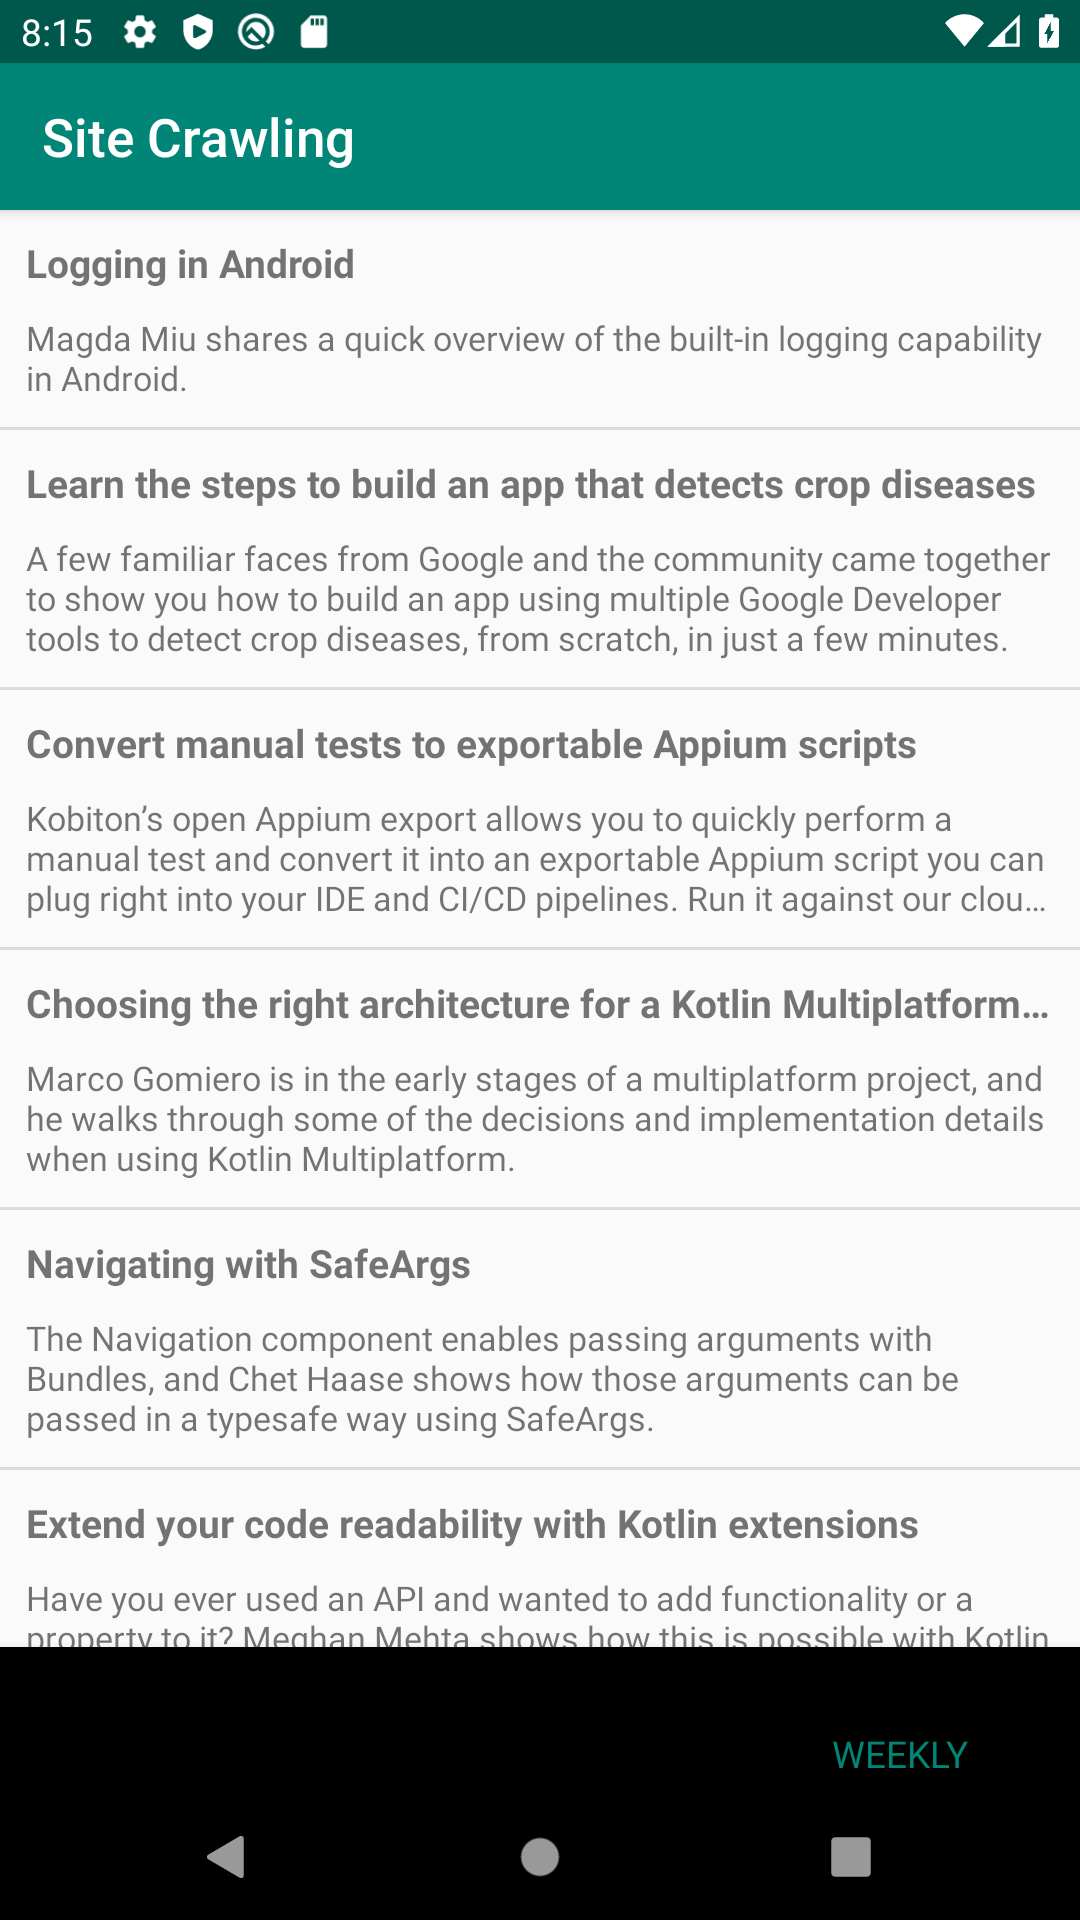 8:15
Site Crawling
Logging in Android
Magda Miu shares a quick overview of the built-in logging capability
in Android.
Learn the steps to build an app that detects crop diseases
A few familiar faces from Google and the community came together
to show you how to build an app using multiple Google Developer
tools to detect crop diseases, from scratch, in just a few minutes.
Convert manual tests to exportable Appium scripts
Kobiton’s open Appium export allows you to quickly perform a
manual test and convert it into an exportable Appium script you can
plug right into your IDE and CI/CD pipelines. Run it against our clou…
Choosing the right architecture for a Kotlin Multiplatform…
Marco Gomiero is in the early stages of a multiplatform project, and
he walks through some of the decisions and implementation details
when using Kotlin Multiplatform.
Navigating with SafeArgs
The Navigation component enables passing arguments with
Bundles, and Chet Haase shows how those arguments can be
passed in a typesafe way using SafeArgs.
Extend your code readability with Kotlin extensions
Have you ever used an API and wanted to add functionality or a
property to it? Meghan Mehta shows how this is possible with Kotlin
WEEKLY